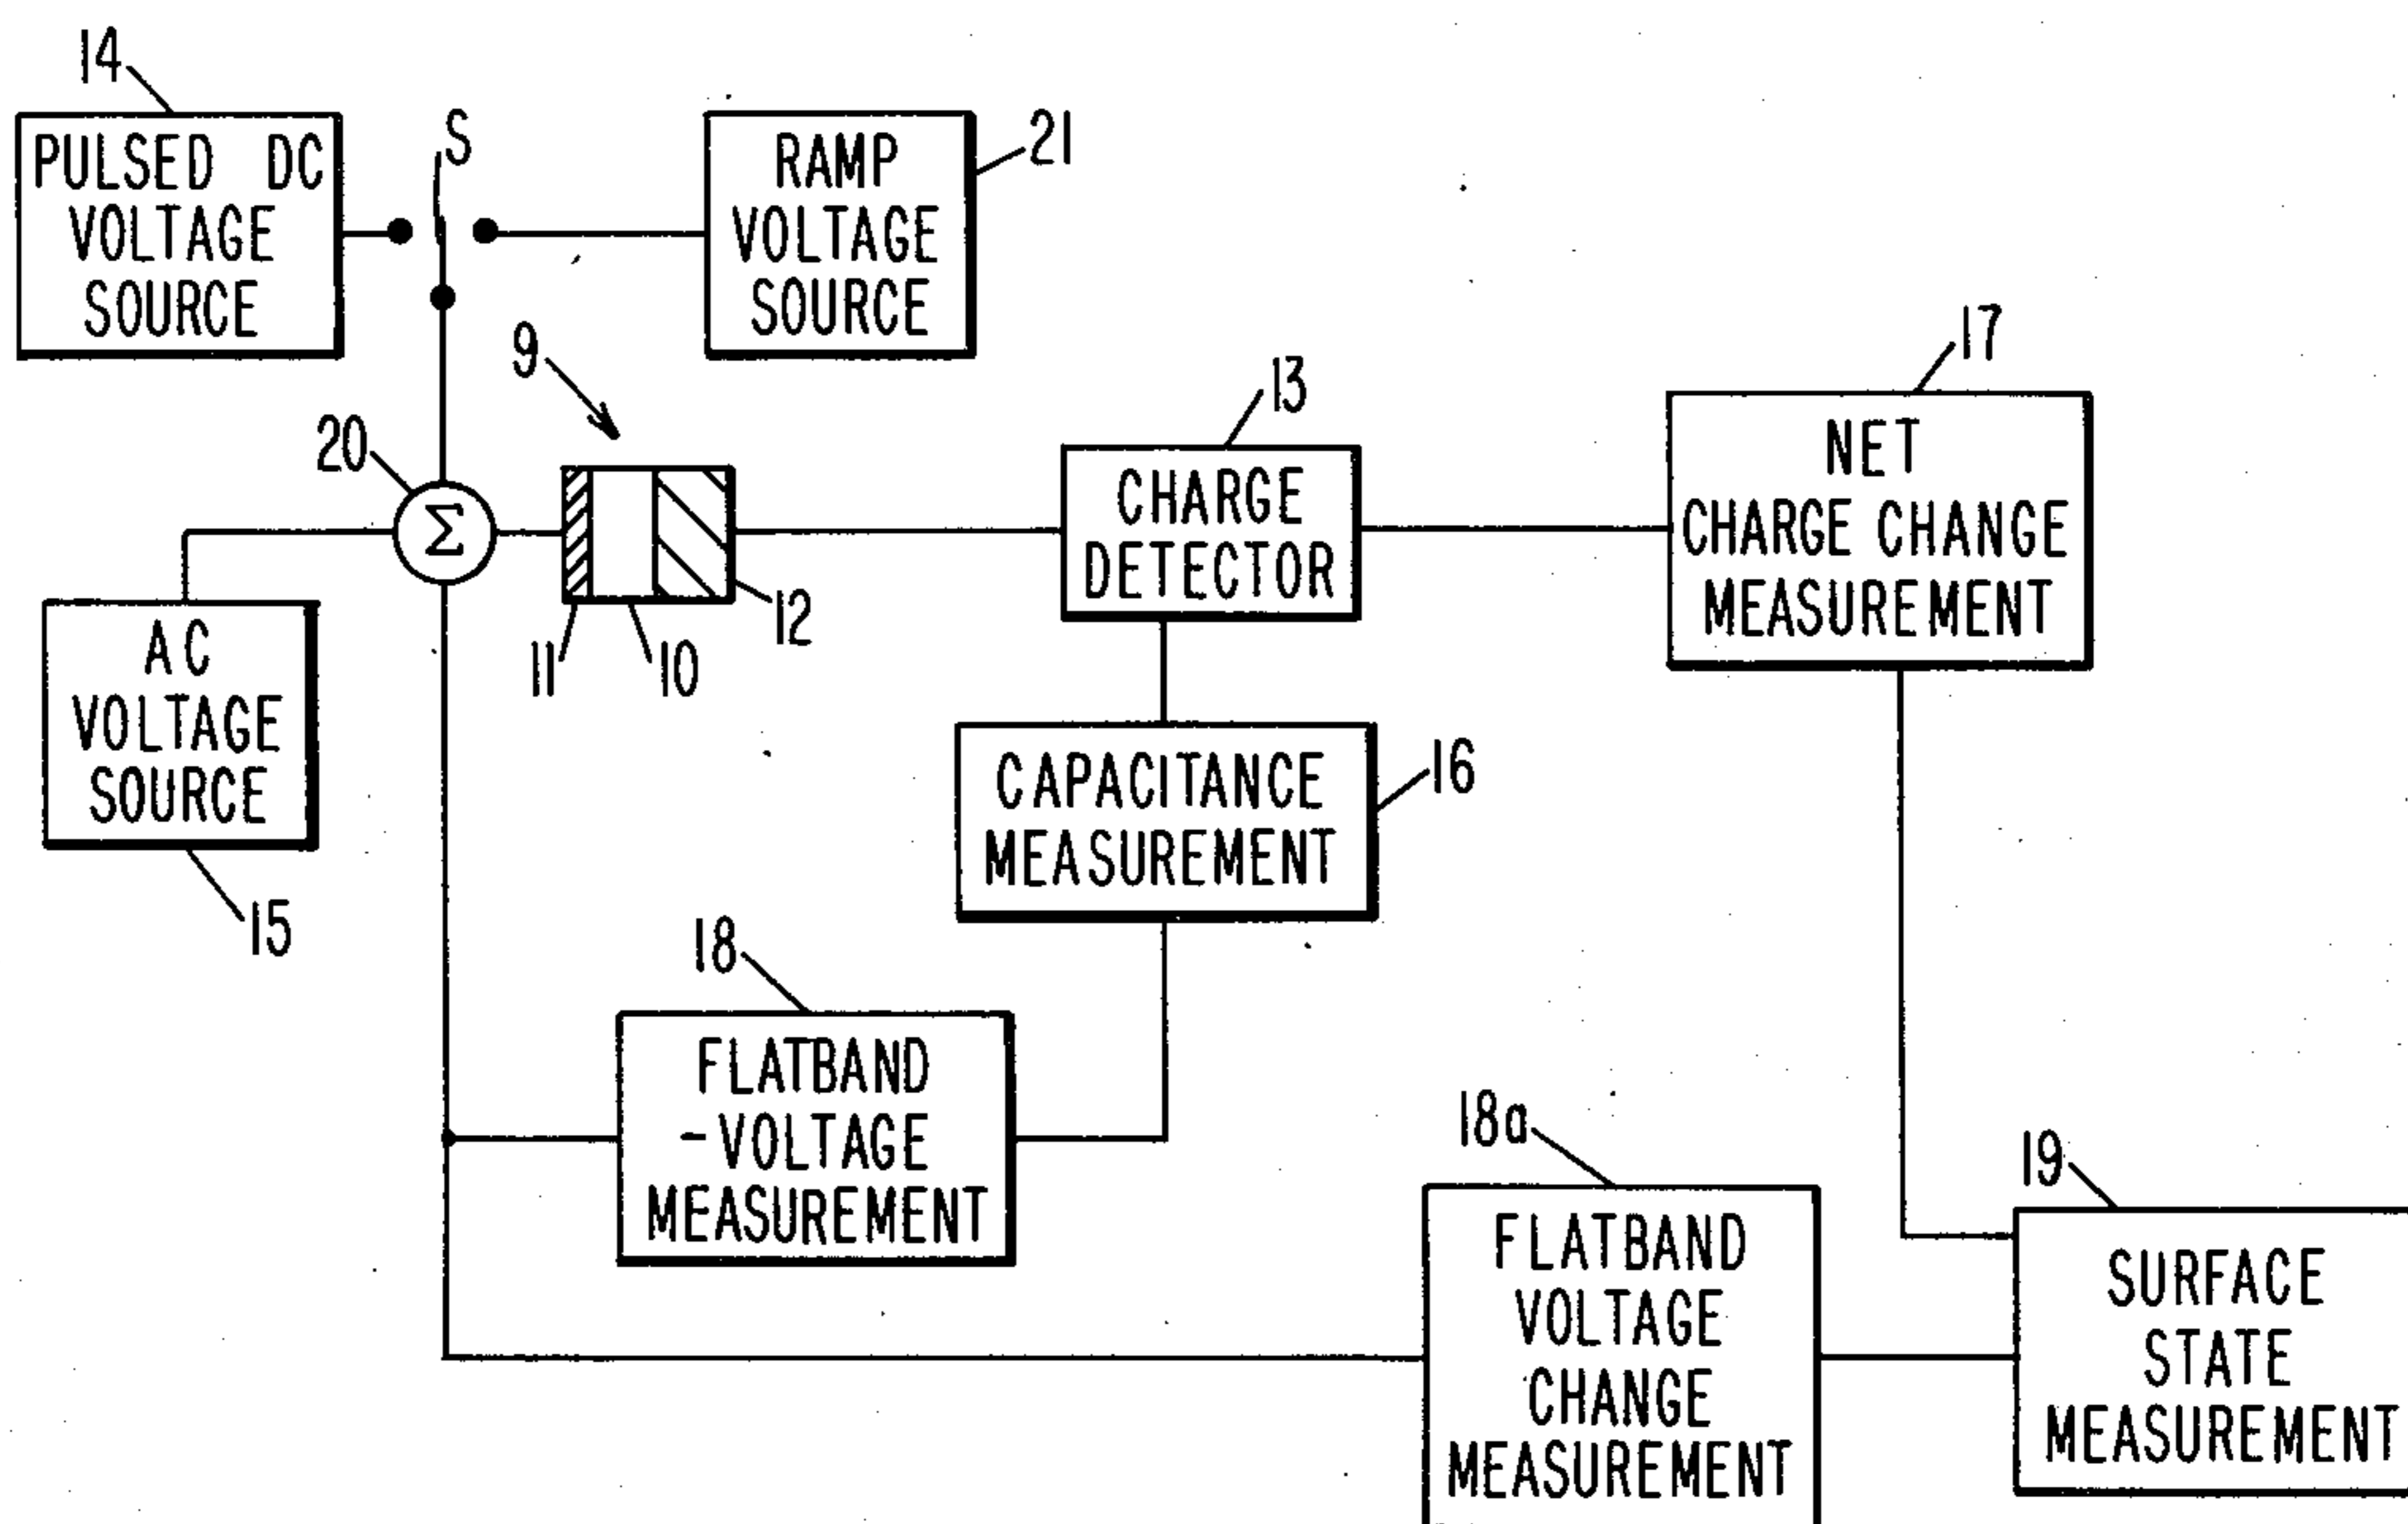 14
PULSED DC
VOLTAGE
SOURCE
S
RAMP
VOLTAGE
SOURCE
21
9
20
Σ
11
10
12
AC
VOLTAGE
SOURCE
15
13
CHARGE
DETECTOR
17
NET
CHARGE CHANGE
MEASUREMENT
CAPACITANCE
MEASUREMENT
16
18
FLATBAND
-VOLTAGE
MEASUREMENT
18a
FLATBAND
VOLTAGE
CHANGE
MEASUREMENT
19
SURFACE
STATE
MEASUREMENT